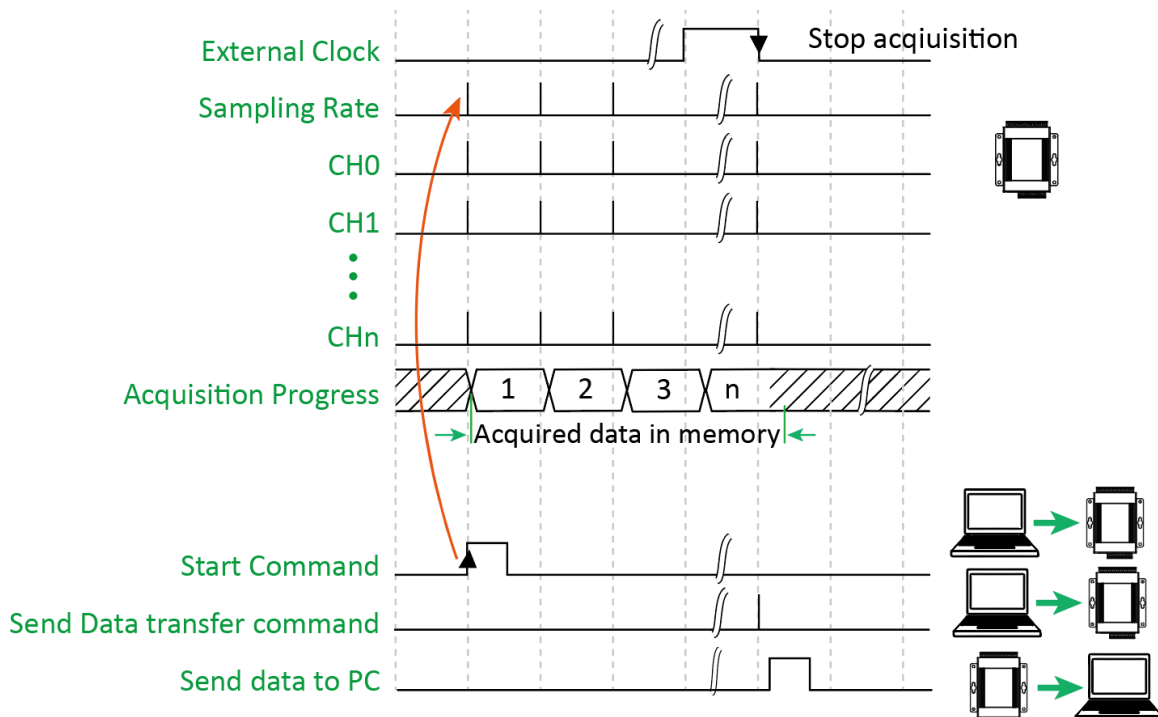 External Clock
Stop acqiuisition
Sampling Rate
CH0
CH1
CHn
Acquisition Progress
1 2 3 n
Acquired data in memory
Start Command
Send Data transfer command
Send data to PC